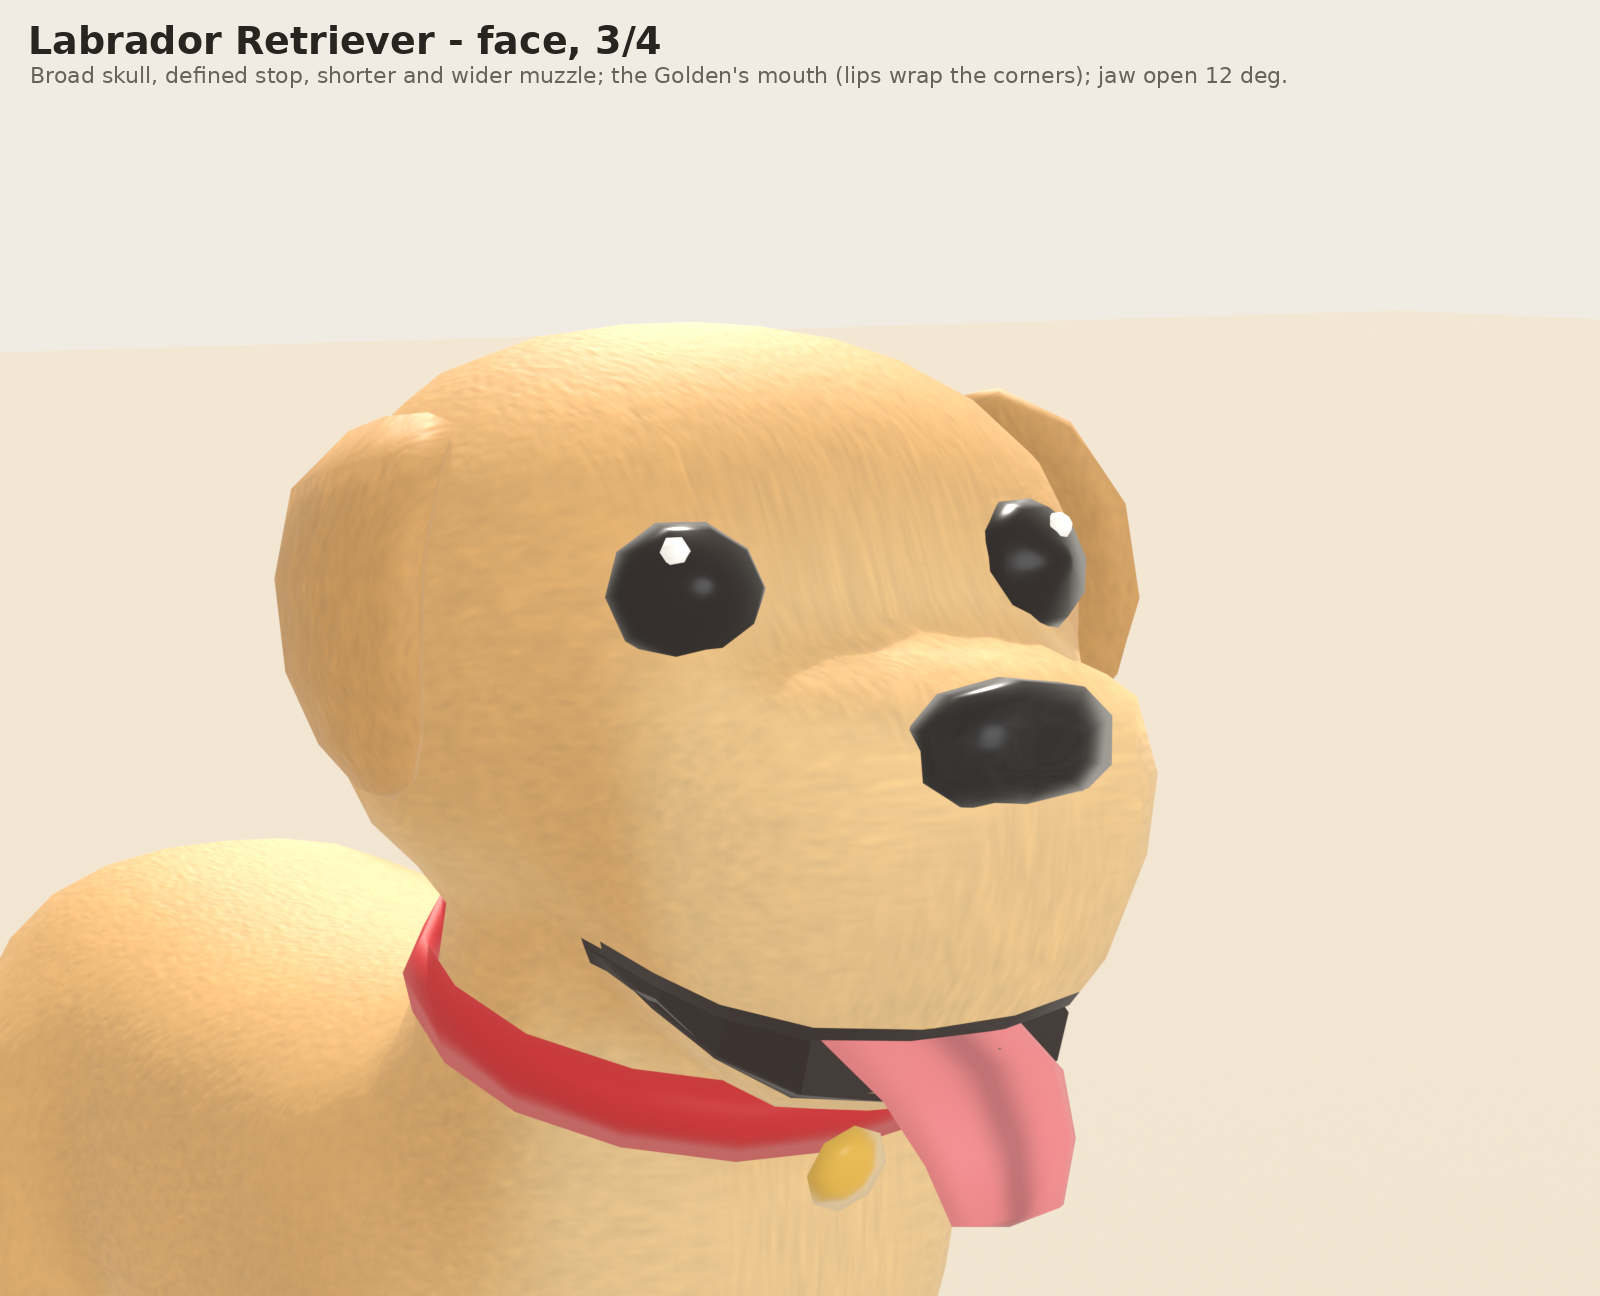 Labrador Retriever - face, 3/4
Broad skull, defined stop, shorter and wider muzzle; the Golden's mouth (lips wrap the corners); jaw open 12 deg.